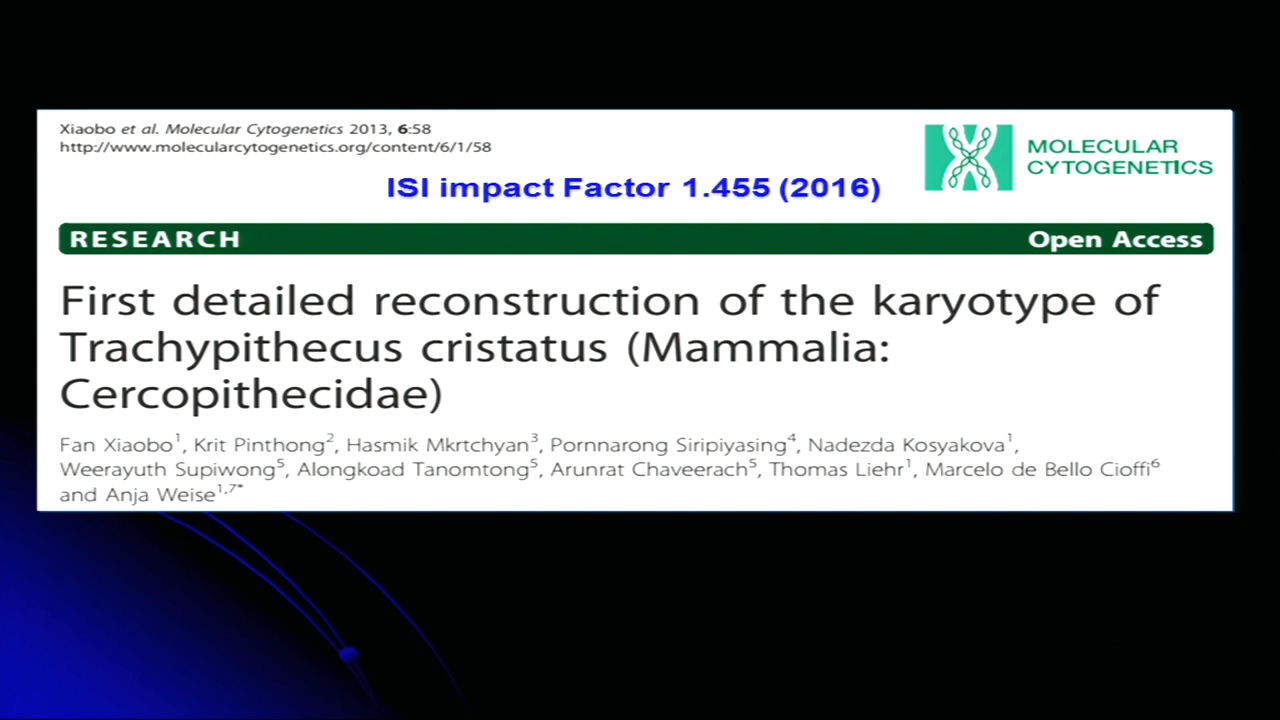 Xiaobo et al. Molecular Cytogenetics 2013, 6:58
http://www.molecularcytogenetics.org/content/6/1/58
MOLECULAR
CYTOGENETICS
ISI impact Factor 1.455 (2016)
RESEARCH Open Access
First detailed reconstruction of the karyotype of
Trachypithecus cristatus (Mammalia:
Cercopithecidae)
Fan Xiaobo1, Krit Pinthong2, Hasmik Mkrtchyan3, Pornnarong Siripiyasing4, Nadezda Kosyakova1,
Weerayuth Supiwong5, Alongkoad Tanomtong5, Arunrat Chaveerach5, Thomas Liehr1, Marcelo de Bello Cioffi6
and Anja Weise1,7*